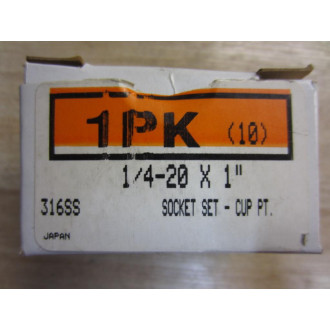 1PK (10)
1/4-20 X 1"
316SS SOCKET SET - CUP PT.
JAPAN